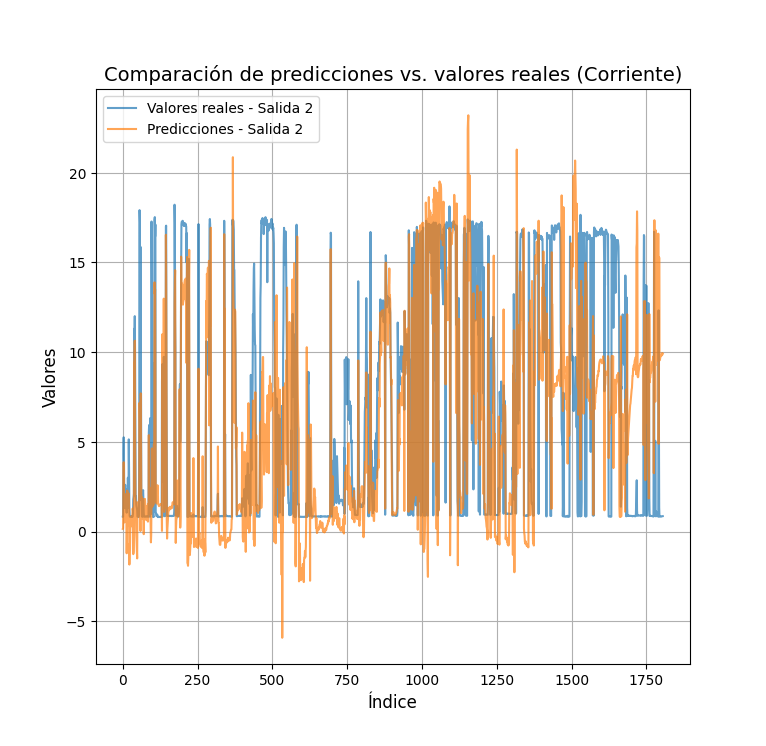 Comparación de predicciones vs. valores reales (Corriente)
Valores reales - Salida 2
Predicciones - Salida 2
20
15
10
5
0
−5
Valores
0 250 500 750 1000 1250 1500 1750
Índice